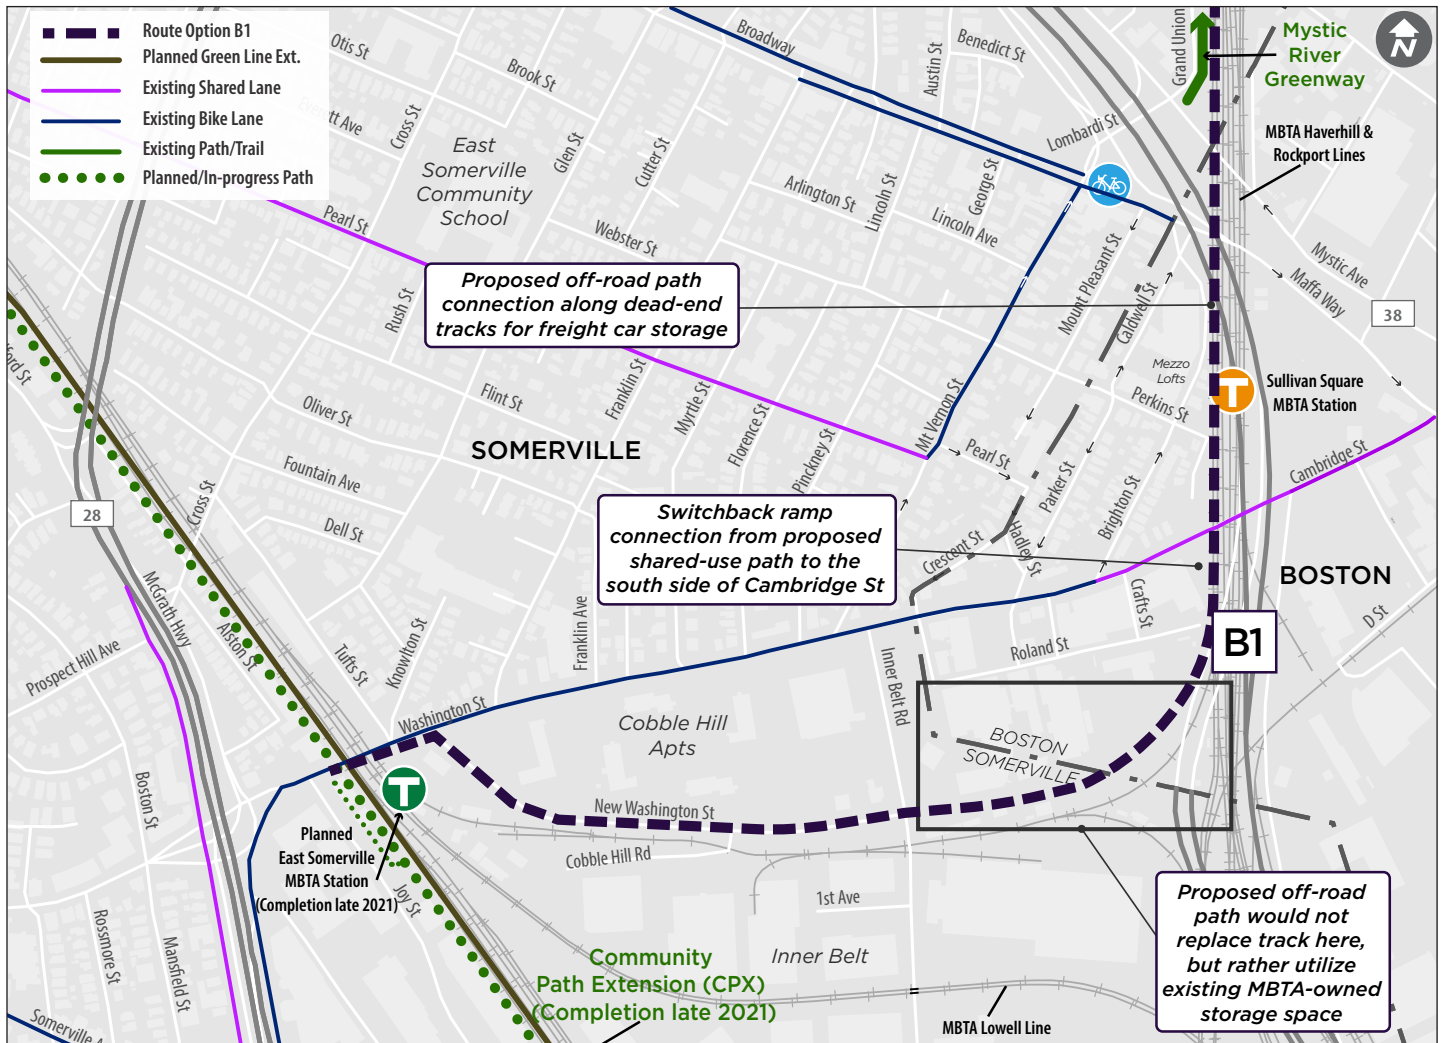 Route Option B1
Planned Green Line Ext.
Existing Shared Lane
Existing Bike Lane
Existing Path/Trail
Planned/In-progress Path
Otis St
Everett Ave
Cross St
Brook St
Broadway
Austin St
Benedict St
Grand Union
Mystic
River
Greenway
N
Lombardi St
MBTA Haverhill &
Rockport Lines
East
Somerville
Community
School
Glen St
Cutter St
Arlington St
Lincoln St
George St
Lincoln Ave
Pearl St
Webster St
Mount Pleasant St
Caldwell St
Mystic Ave
Maffa Way
38
Proposed off-road path
connection along dead-end
tracks for freight car storage
Rush St
Mezzo
Lofts
T
Sullivan Square
MBTA Station
Perkins St
Oliver St
Flint St
Franklin St
Myrtle St
Florence St
Pinckney St
Mt Vernon St
Pearl St
Parker St
Brighton St
Cambridge St
SOMERVILLE
Fountain Ave
Cross St
Dell St
28
Switchback ramp
connection from proposed
shared-use path to the
south side of Cambridge St
Crescent St
Hadley St
Crafts St
BOSTON
D St
McGrath Hwy
Alston St
Prospect Hill Ave
Tufts St
Knowlton St
Franklin Ave
Washington St
Inner Belt Rd
Roland St
B1
Cobble Hill
Apts
BOSTON
SOMERVILLE
T
New Washington St
Cobble Hill Rd
Boston St
Planned
East Somerville
MBTA Station
(Completion late 2021)
Joy St
1st Ave
Inner Belt
Rossmore St
Mansfield St
Community
Path Extension (CPX)
(Completion late 2021)
MBTA Lowell Line
Proposed off-road
path would not
replace track here,
but rather utilize
existing MBTA-owned
storage space